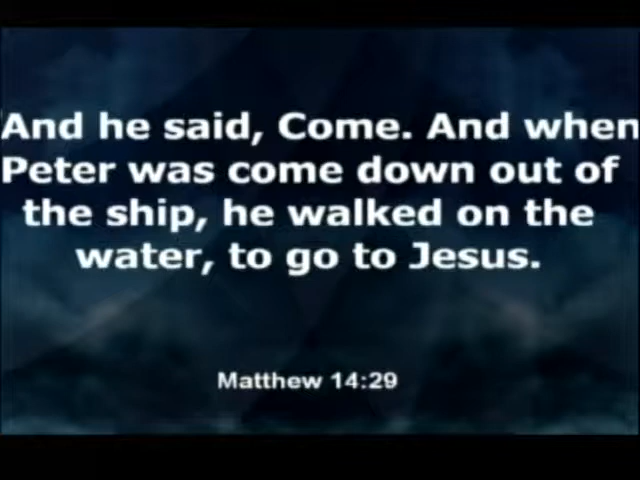 And he said, Come. And when
Peter was come down out of
the ship, he walked on the
water, to go to Jesus.
Matthew 14:29